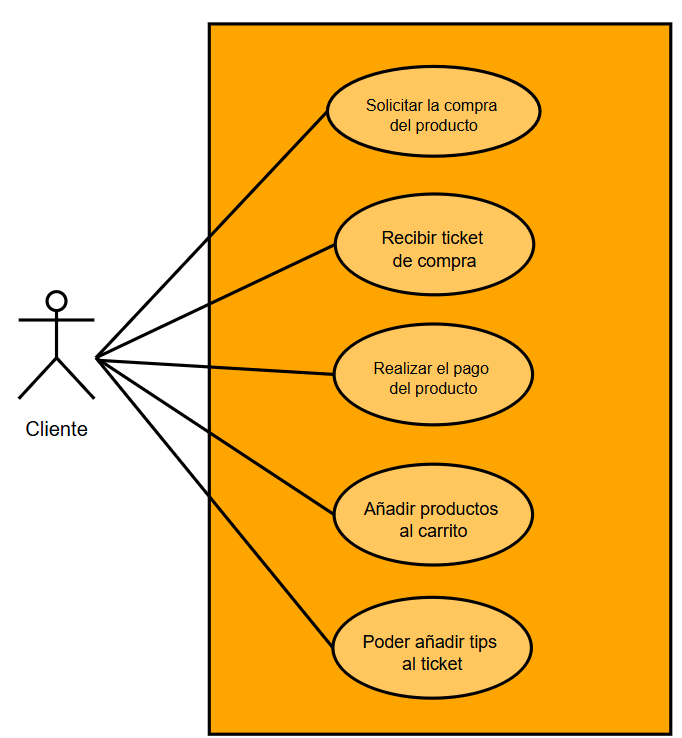 Solicitar la compra
del producto
Recibir ticket
de compra
Realizar el pago
del producto
Cliente
Añadir productos
al carrito
Poder añadir tips
al ticket